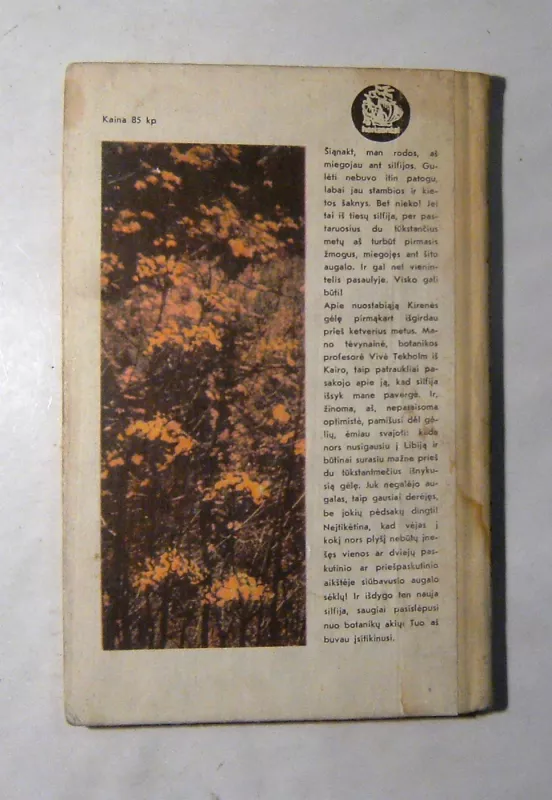 Kaina 85 kp
Šiąnakt, man rodos, aš
miegojau ant silfijos. Gu-
lėti nebuvo itin patogu,
labai jau stambios ir kie-
tos šaknys. Bet nieko! Jei
tai iš tiesų silfija, per pas-
taruosius du tūkstančius
metų aš turbūt pirmasis
žmogus, miegojęs ant šito
augalo. Ir gal net vienin-
telis pasaulyje. Visko gali
būti!
Apie nuostabiąją Kirenės
gėlę pirmąkart išgirdau
prieš ketverius metus. Ma-
no tėvynainė, botanikos
profesorė Vivė Tekholm iš
Kairo, taip patraukliai pa-
sakojo apie ją, kad silfija
išsyk mane pavergė. Ir,
žinoma, aš, nepataisoma
optimistė, pamišusi dėl gė-
lių, ėmiau svajoti: kada
nors nusigausiu į Libiją ir
būtinai surasiu mažne prieš
du tūkstantmečius išnyku-
sią gėlę. Juk negalėjo au-
galas, taip gausiai derėjęs,
be jokių pėdsakų dingti!
Neįtikėtina, kad vėjas į
kokį nors plyšį nebūtų įne-
šęs vienos ar dviejų pas-
kutinio ar priešpaskutinio
aikštėje siūbavusio augalo
sėklų! Ir išdygo ten nauja
silfija, saugiai pasislėpusi
nuo botanikų akių! Tuo aš
buvau įsitikinusi.